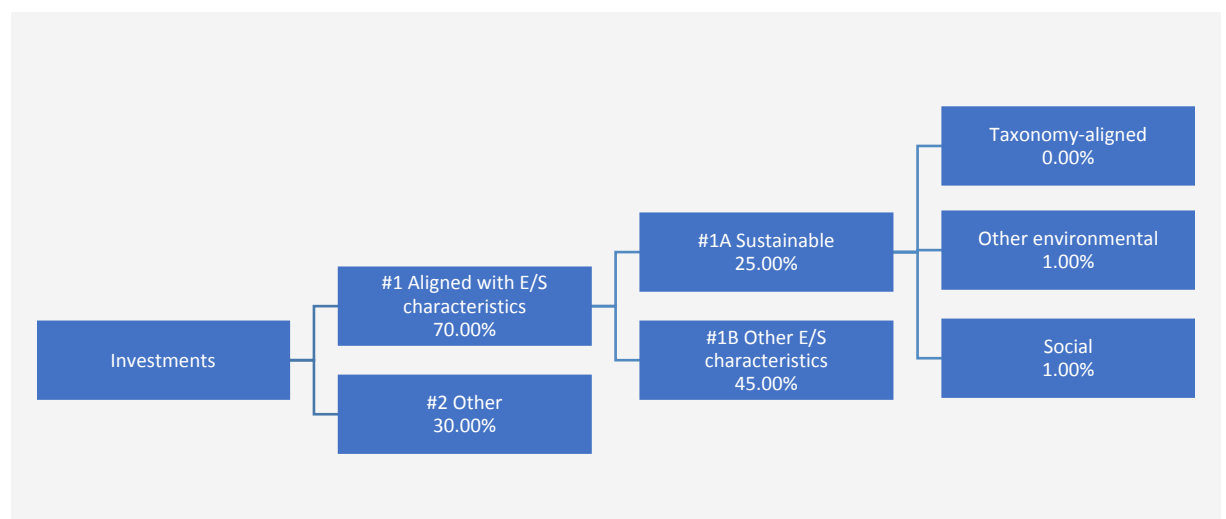 Investments
#1 Aligned with E/S
characteristics
70.00%
#2 Other
30.00%
#1A Sustainable
25.00%
#1B Other E/S
characteristics
45.00%
Taxonomy-aligned
0.00%
Other environmental
1.00%
Social
1.00%